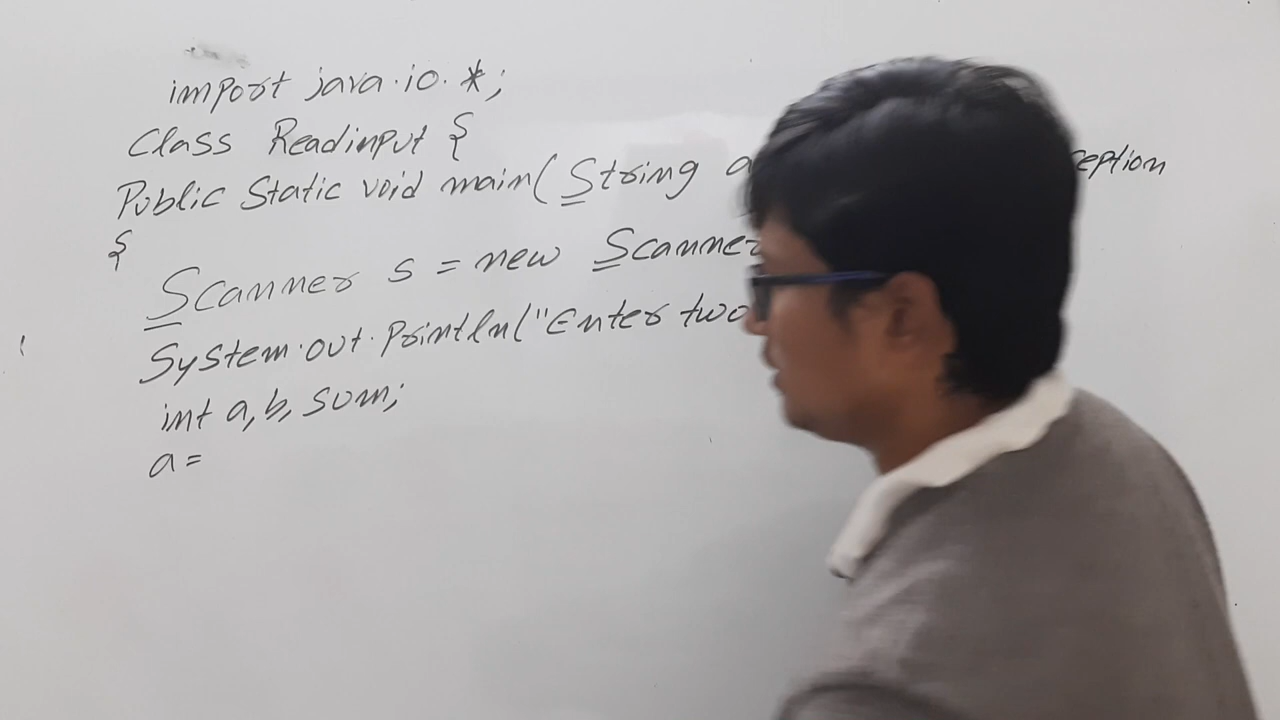 import java.io.*;
Class Readinput {
Public Static void main( String a eption
{
Scanner s = new Scanner
System.out.println("Enter two
int a, b, sum;
a =